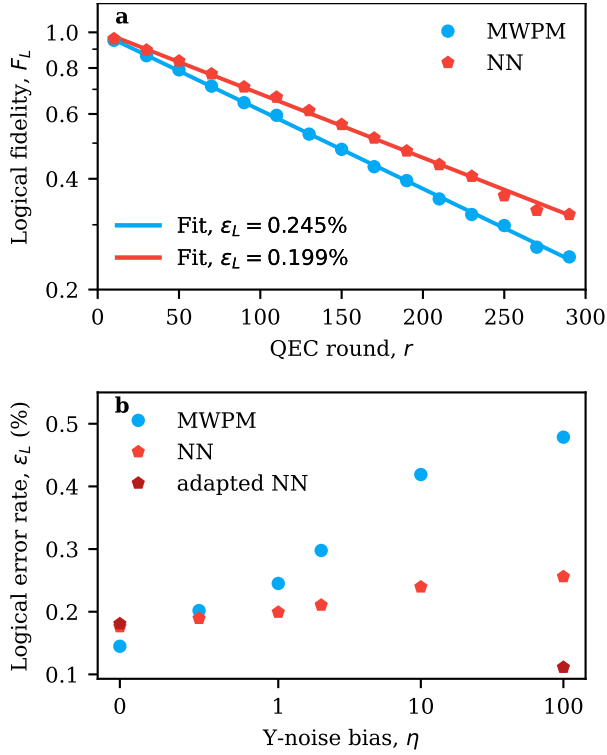 a
1.0
0.8
0.6
0.4
0.2
Logical fidelity, F_L
MWPM
NN
Fit, ε_L = 0.245%
Fit, ε_L = 0.199%
0 50 100 150 200 250 300
QEC round, r
b
0.5
0.4
0.3
0.2
0.1
Logical error rate, ε_L (%)
MWPM
NN
adapted NN
0 1 10 100
Y-noise bias, η